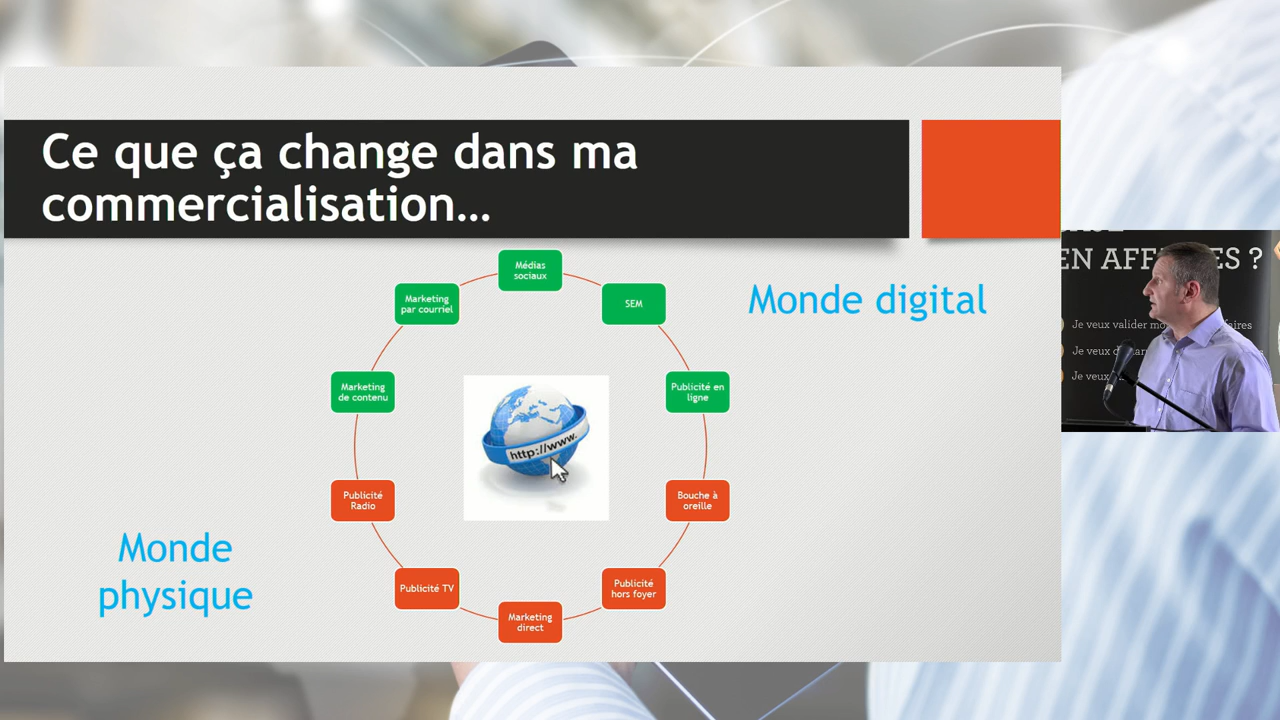 Ce que ça change dans ma
commercialisation...
Médias
sociaux
Marketing
par courriel
SEM
Monde digital
Marketing
de contenu
Publicité en
ligne
http://www.
Publicité
Radio
Bouche à
oreille
Monde
physique
Publicité TV
Publicité
hors foyer
Marketing
direct
EN AFF ES ?
Je veux valider mo aires
Je veux d
Je veux